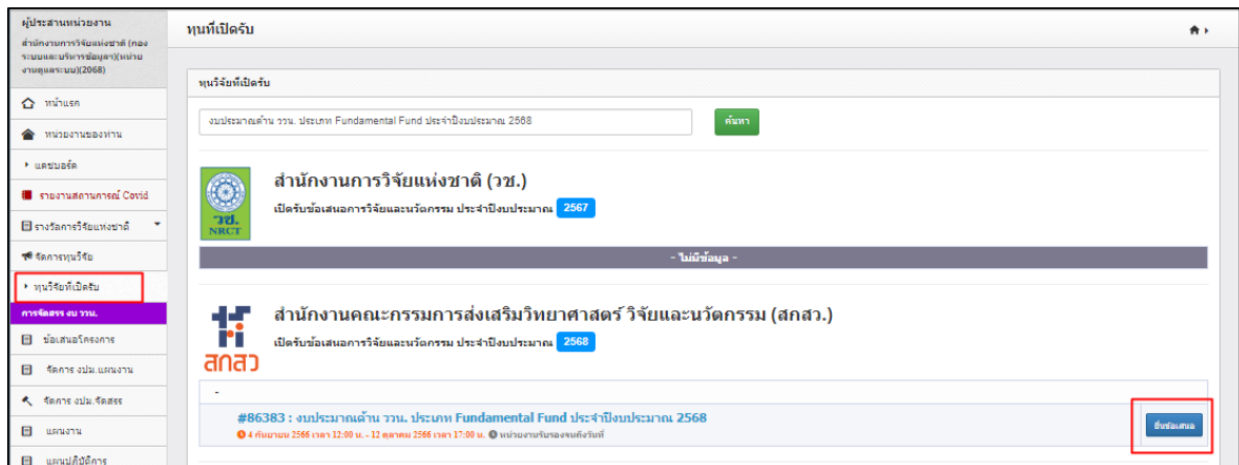 ผู้ประสานหน่วยงาน
สำนักงานการวิจัยแห่งชาติ (กอง
ระบบและบริหารข้อมูลฯ)(หน่วย
งานดูแลระบบ)(2068)
หน้าแรก
หน่วยงานของท่าน
แดชบอร์ด
รายงานสถานการณ์ Covid
รางวัลการวิจัยแห่งชาติ
จัดการทุนวิจัย
ทุนวิจัยที่เปิดรับ
การจัดสรร งบ ววน.
ข้อเสนอโครงการ
จัดการ งปม.แผนงาน
จัดการ งปม.จัดสรร
แผนงาน
แผนปฏิบัติการ
ทุนที่เปิดรับ
ทุนวิจัยที่เปิดรับ
งบประมาณด้าน ววน. ประเภท Fundamental Fund ประจำปีงบประมาณ 2568
ค้นหา
วช.
NRCT
สำนักงานการวิจัยแห่งชาติ (วช.)
เปิดรับข้อเสนอการวิจัยและนวัตกรรม ประจำปีงบประมาณ 2567
- ไม่มีข้อมูล -
สกสว
สำนักงานคณะกรรมการส่งเสริมวิทยาศาสตร์ วิจัยและนวัตกรรม (สกสว.)
เปิดรับข้อเสนอการวิจัยและนวัตกรรม ประจำปีงบประมาณ 2568
-
#86383 : งบประมาณด้าน ววน. ประเภท Fundamental Fund ประจำปีงบประมาณ 2568
4 กันยายน 2566 เวลา 12:00 น. - 12 ตุลาคม 2566 เวลา 17:00 น. หน่วยงานรับรองจนถึงวันที่
ยื่นข้อเสนอ